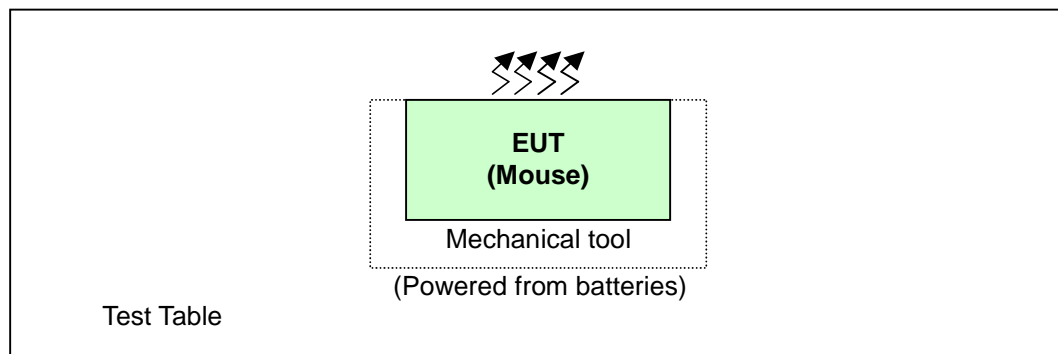 EUT
(Mouse)
Mechanical tool
(Powered from batteries)
Test Table